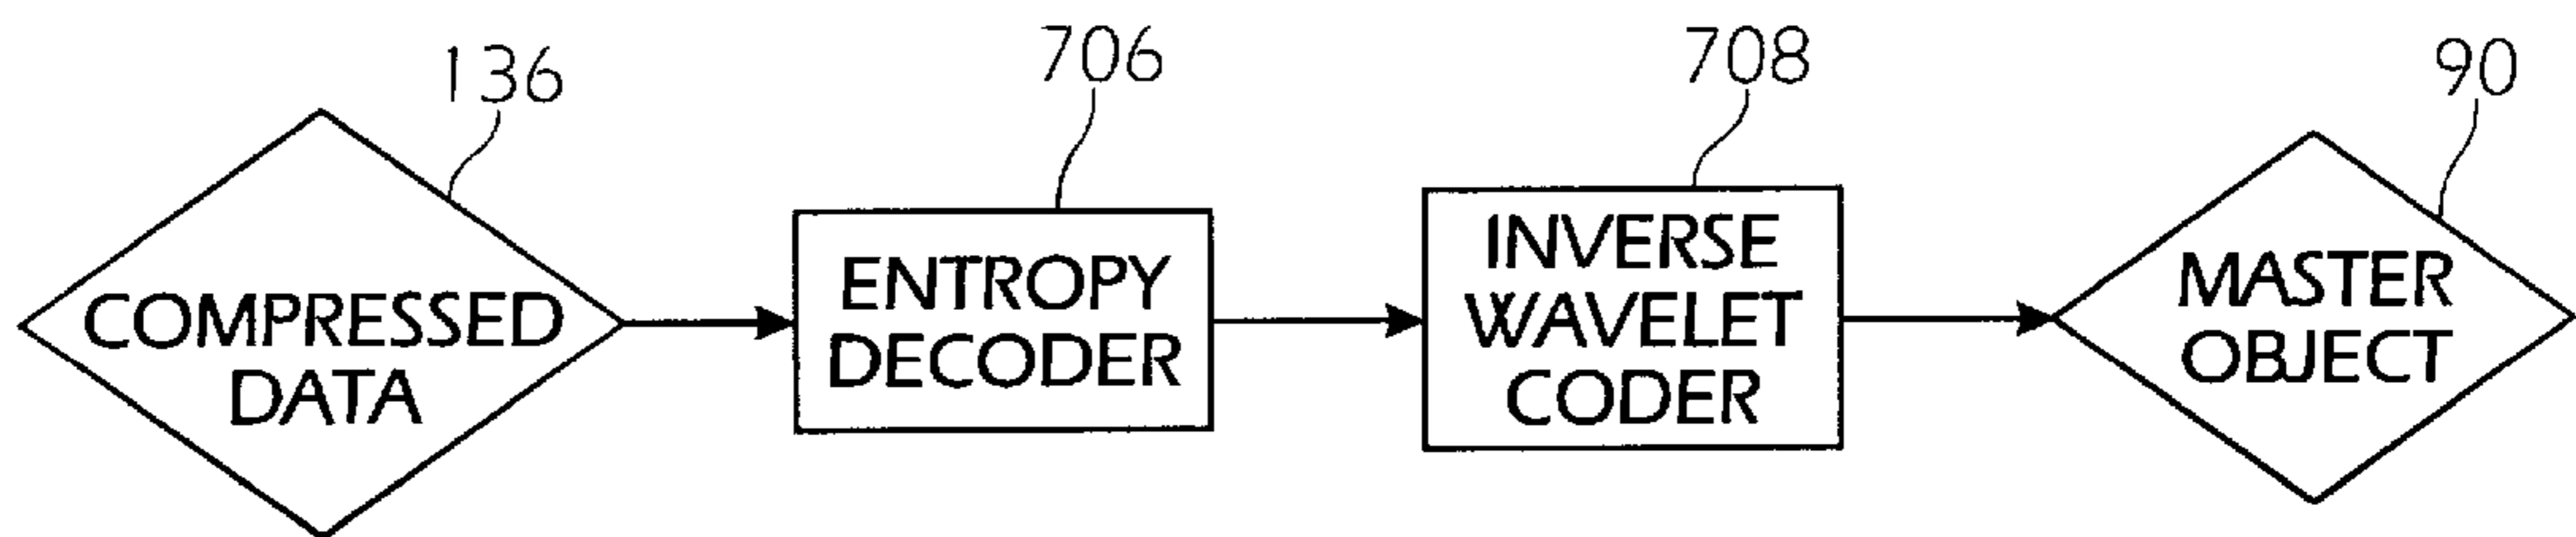 136
COMPRESSED
DATA
706
ENTROPY
DECODER
708
INVERSE
WAVELET
CODER
90
MASTER
OBJECT